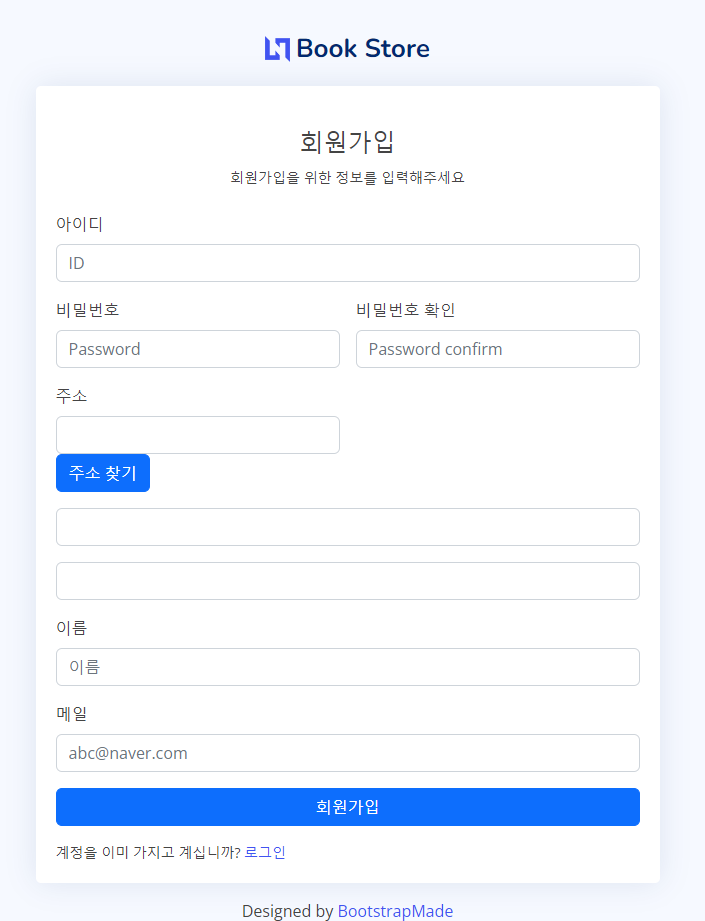 Book Store
회원가입
회원가입을 위한 정보를 입력해주세요
아이디
ID
비밀번호 비밀번호 확인
Password Password confirm
주소
주소 찾기
이름
이름
메일
abc@naver.com
회원가입
계정을 이미 가지고 계십니까? 로그인
Designed by BootstrapMade